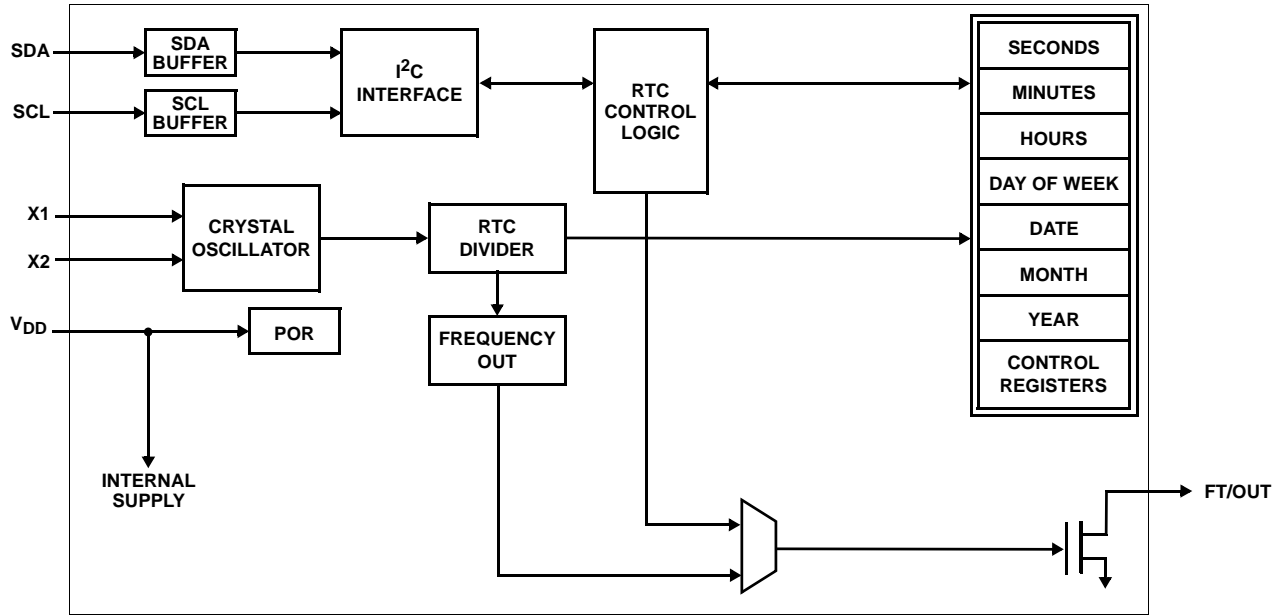 SDA
SDA
BUFFER
I²C
INTERFACE
RTC
CONTROL
LOGIC
SECONDS
MINUTES
HOURS
DAY OF WEEK
DATE
MONTH
YEAR
CONTROL
REGISTERS
SCL
SCL
BUFFER
X1
X2
CRYSTAL
OSCILLATOR
RTC
DIVIDER
VDD
POR
FREQUENCY
OUT
INTERNAL
SUPPLY
FT/OUT